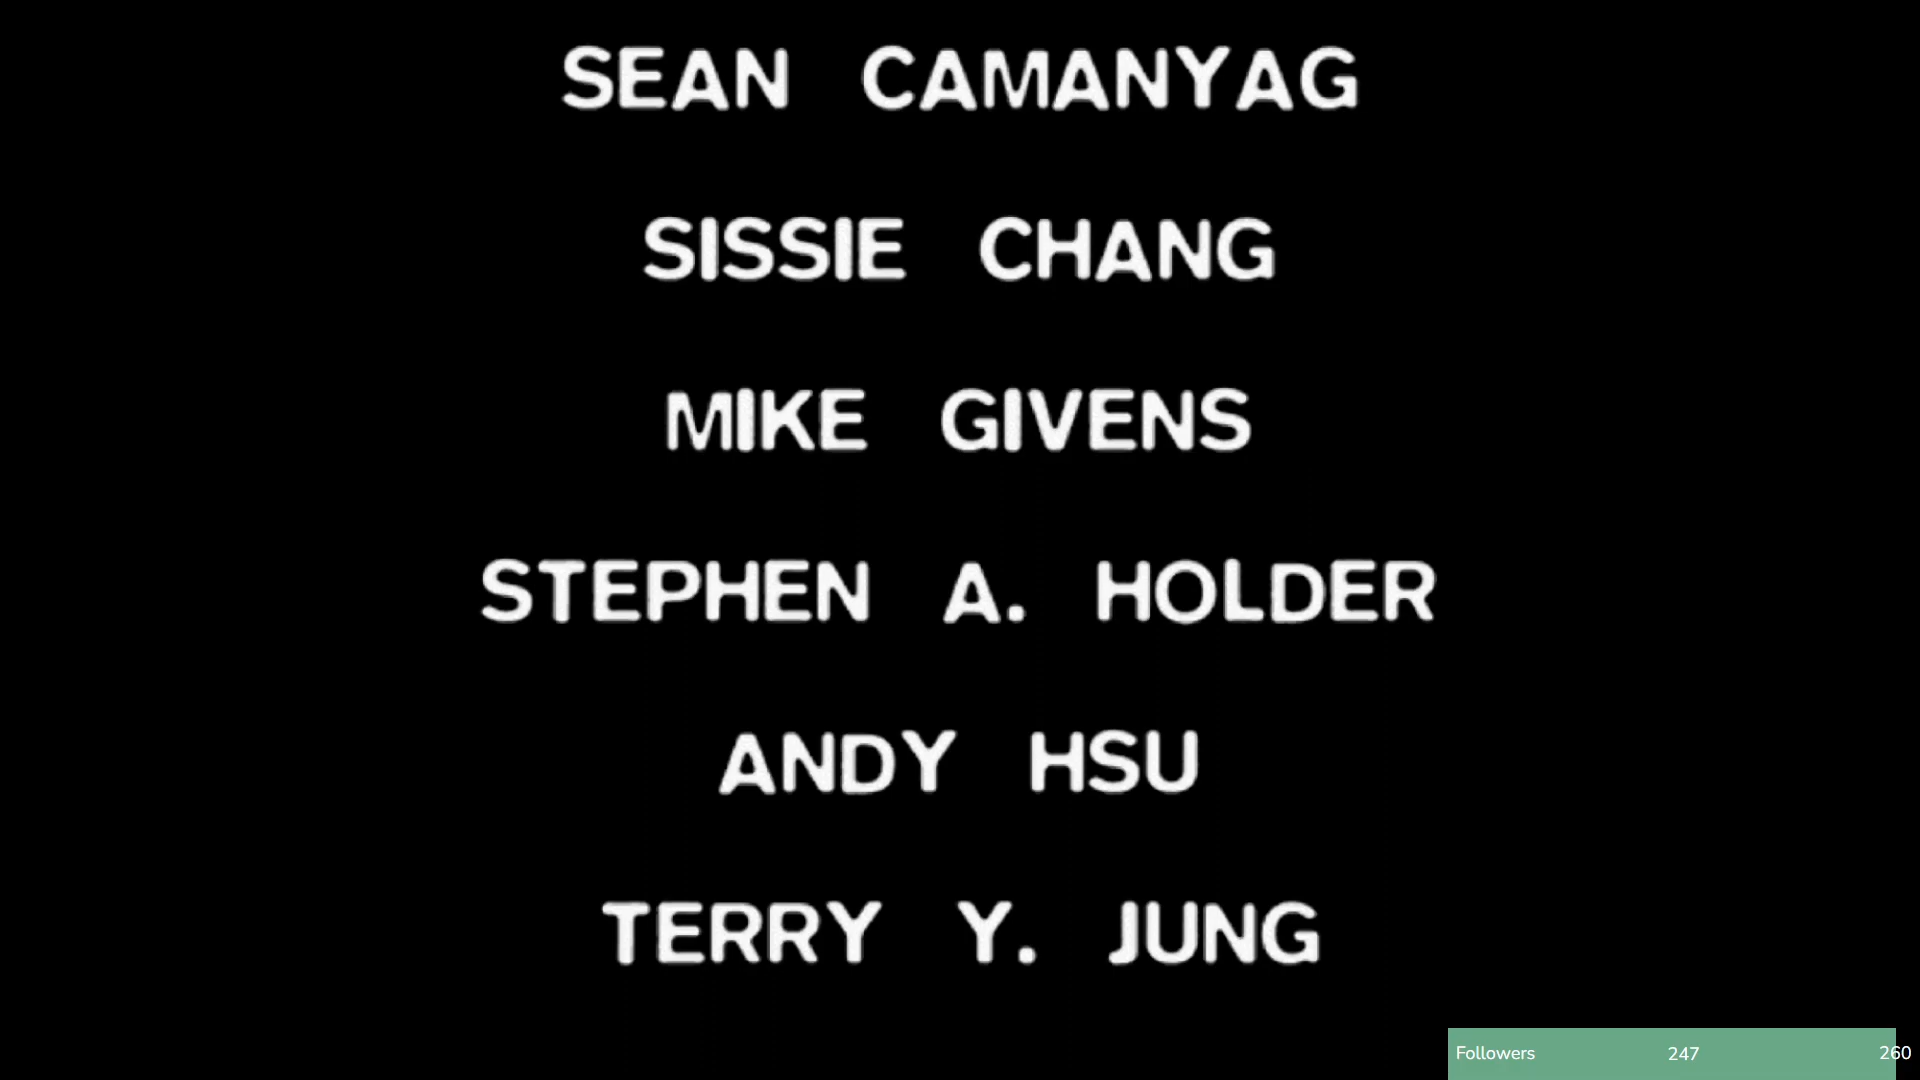 SEAN CAMANYAG
SISSIE CHANG
MIKE GIVENS
STEPHEN A. HOLDER
ANDY HSU
TERRY Y. JUNG
Followers 247 260